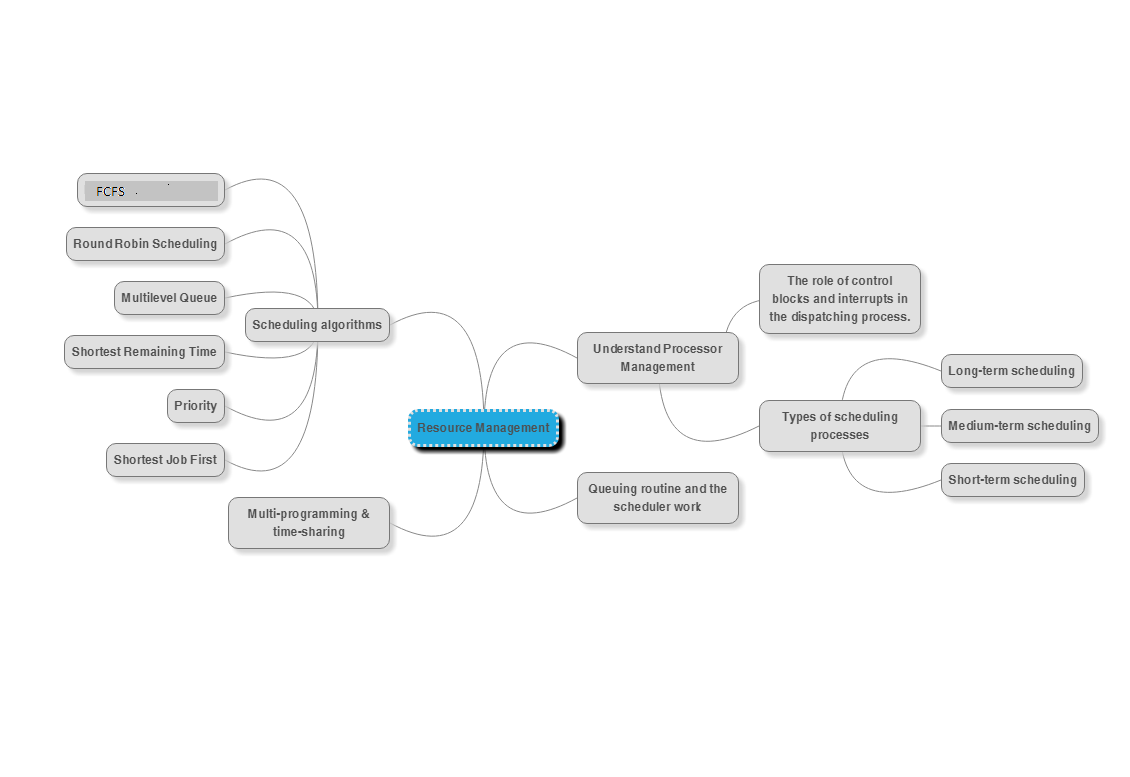 FCFS
Round Robin Scheduling
Multilevel Queue
Shortest Remaining Time
Priority
Shortest Job First
Scheduling algorithms
Multi-programming &
time-sharing
Resource Management
Understand Processor
Management
The role of control
blocks and interrupts in
the dispatching process.
Types of scheduling
processes
Long-term scheduling
Medium-term scheduling
Short-term scheduling
Queuing routine and the
scheduler work